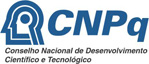 CNPq
Conselho Nacional de Desenvolvimento
Científico e Tecnológico